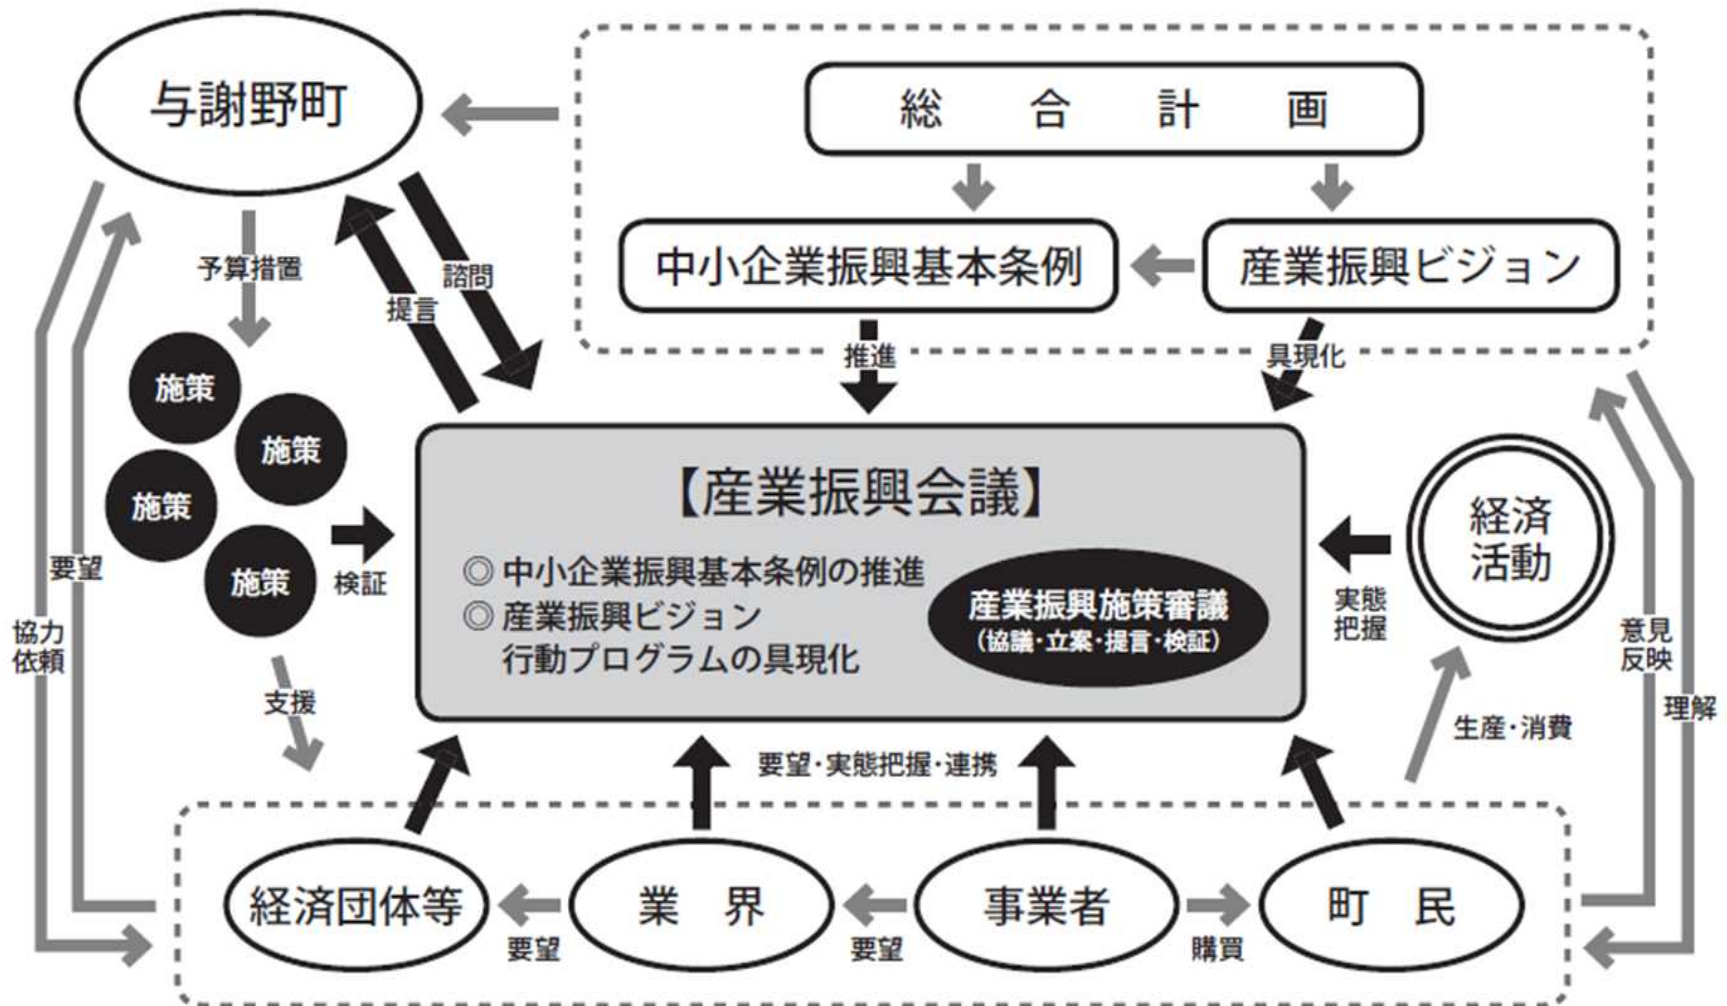 与謝野町
総合計画
中小企業振興基本条例
産業振興ビジョン
予算措置
諮問
提言
推進
具現化
施策
施策
施策
施策
検証
【産業振興会議】
◎ 中小企業振興基本条例の推進
◎ 産業振興ビジョン
行動プログラムの具現化
産業振興施策審議
(協議・立案・提言・検証)
経済
活動
実態
把握
要望
協力
依頼
支援
意見
反映
理解
生産・消費
要望・実態把握・連携
経済団体等
業界
事業者
町民
要望
要望
購買